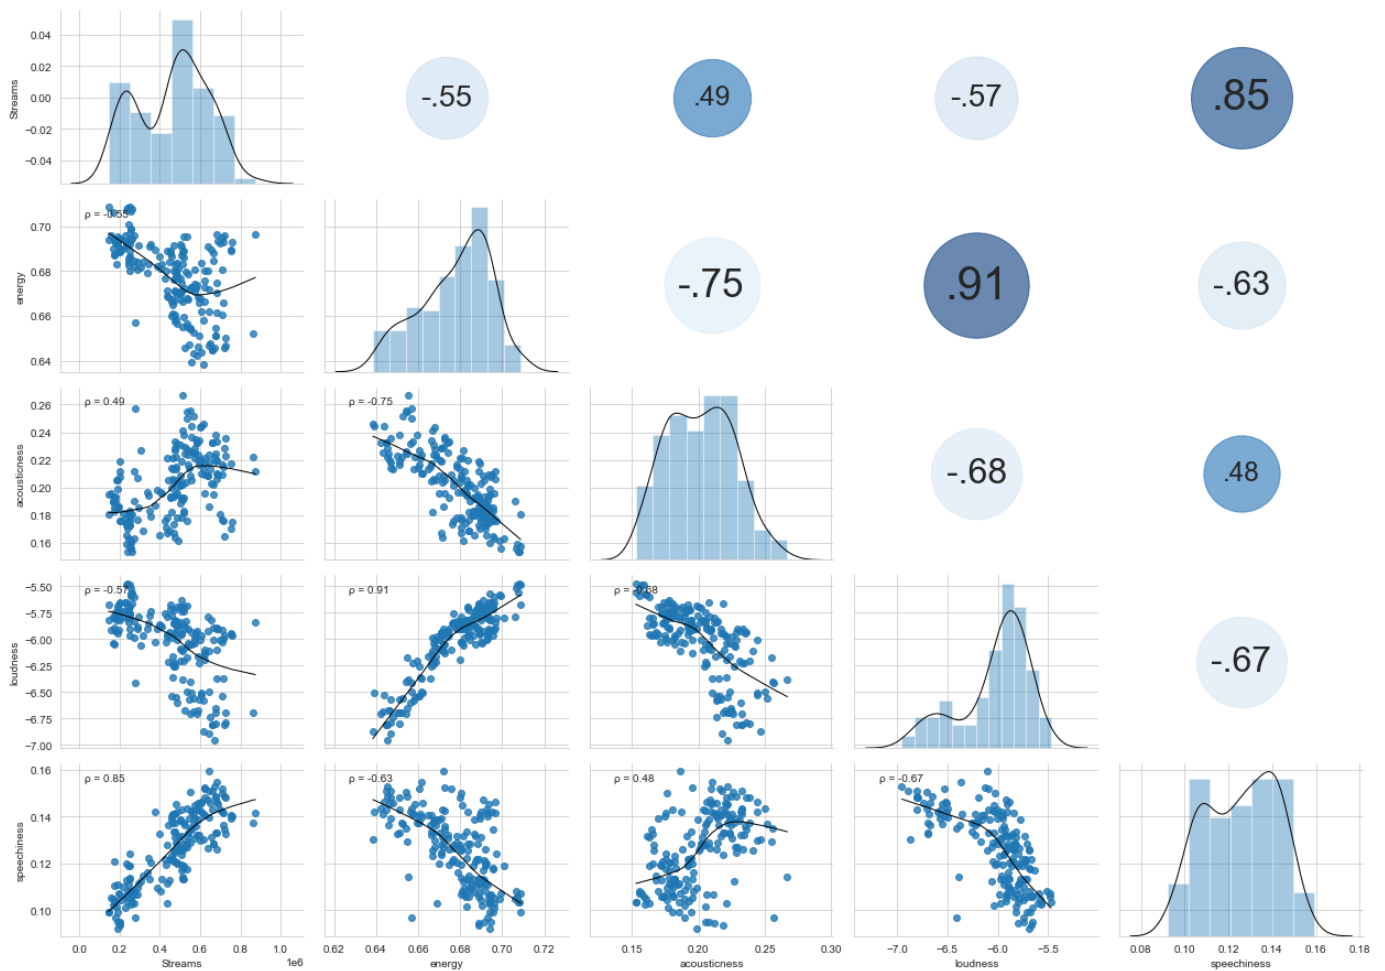 Streams
0.04
0.02
0.00
−0.02
−0.04
-.55
.49
-.57
.85
energy
0.70
0.68
0.66
0.64
ρ = -0.55
-.75
.91
-.63
acousticness
0.26
0.24
0.22
0.20
0.18
0.16
ρ = 0.49
ρ = -0.75
-.68
.48
loudness
−5.50
−5.75
−6.00
−6.25
−6.50
−6.75
−7.00
ρ = -0.57
ρ = 0.91
ρ = -0.68
-.67
−7.0 −6.5 −6.0 −5.5
speechiness
0.16
0.14
0.12
0.10
ρ = 0.85
ρ = -0.63
ρ = 0.48
ρ = -0.67
0.0 0.2 0.4 0.6 0.8 1.0
1e6
Streams
0.62 0.64 0.66 0.68 0.70 0.72
energy
0.15 0.20 0.25 0.30
acousticness
loudness
0.08 0.10 0.12 0.14 0.16 0.18
speechiness